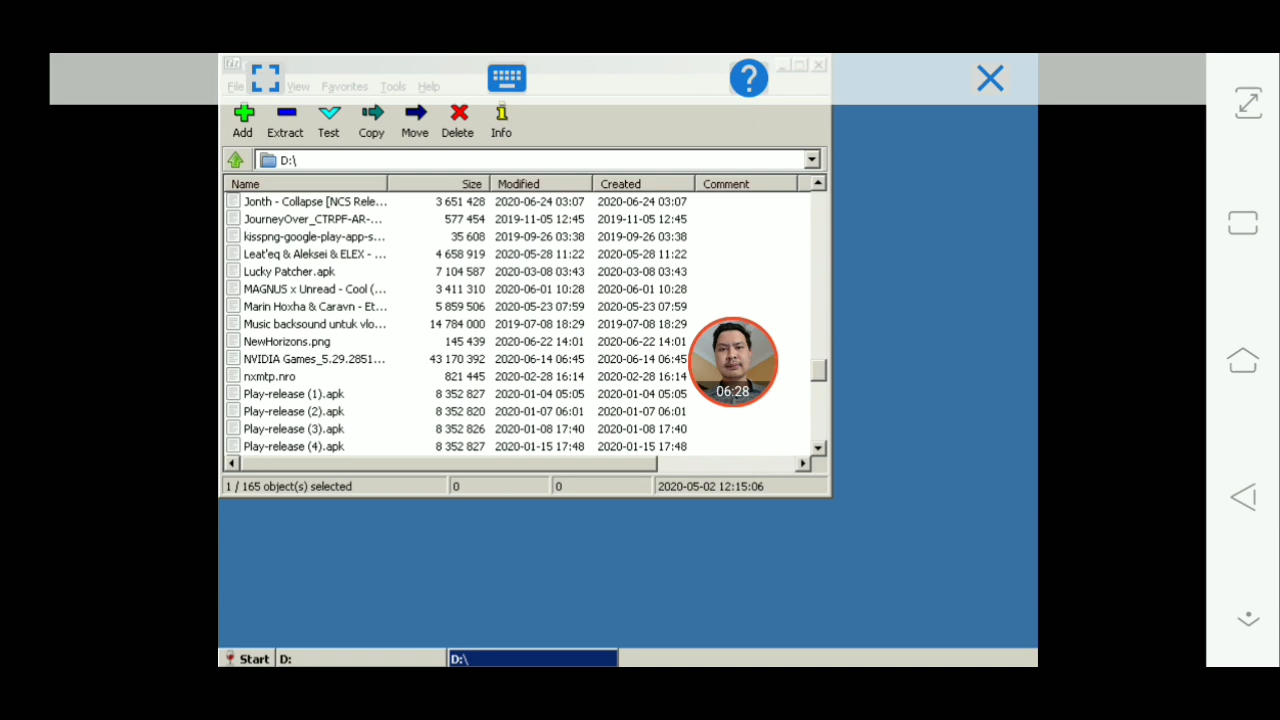 File View Favorites Tools Help
?
Add Extract Test Copy Move Delete Info
D:\
Name Size Modified Created Comment
Jonth - Collapse [NCS Rele... 3 651 428 2020-06-24 03:07 2020-06-24 03:07
JourneyOver_CTRPF-AR-... 577 454 2019-11-05 12:45 2019-11-05 12:45
kisspng-google-play-app-s... 35 608 2019-09-26 03:38 2019-09-26 03:38
Leat'eq & Aleksei & ELEX - ... 4 658 919 2020-05-28 11:22 2020-05-28 11:22
Lucky Patcher.apk 7 104 587 2020-03-08 03:43 2020-03-08 03:43
MAGNUS x Unread - Cool (... 3 411 310 2020-06-01 10:28 2020-06-01 10:28
Marin Hoxha & Caravn - Et... 5 859 506 2020-05-23 07:59 2020-05-23 07:59
Music backsound untuk vlo... 14 784 000 2019-07-08 18:29 2019-07-08 18:29
NewHorizons.png 145 439 2020-06-22 14:01 2020-06-22 14:01
NVIDIA Games_5.29.2851... 43 170 392 2020-06-14 06:45 2020-06-14 06:45
nxmtp.nro 821 445 2020-02-28 16:14 2020-02-28 16:14
06:28
Play-release (1).apk 8 352 827 2020-01-04 05:05 2020-01-04 05:05
Play-release (2).apk 8 352 820 2020-01-07 06:01 2020-01-07 06:01
Play-release (3).apk 8 352 826 2020-01-08 17:40 2020-01-08 17:40
Play-release (4).apk 8 352 827 2020-01-15 17:48 2020-01-15 17:48
1 / 165 object(s) selected 0 0 2020-05-02 12:15:06
Start D: D:\